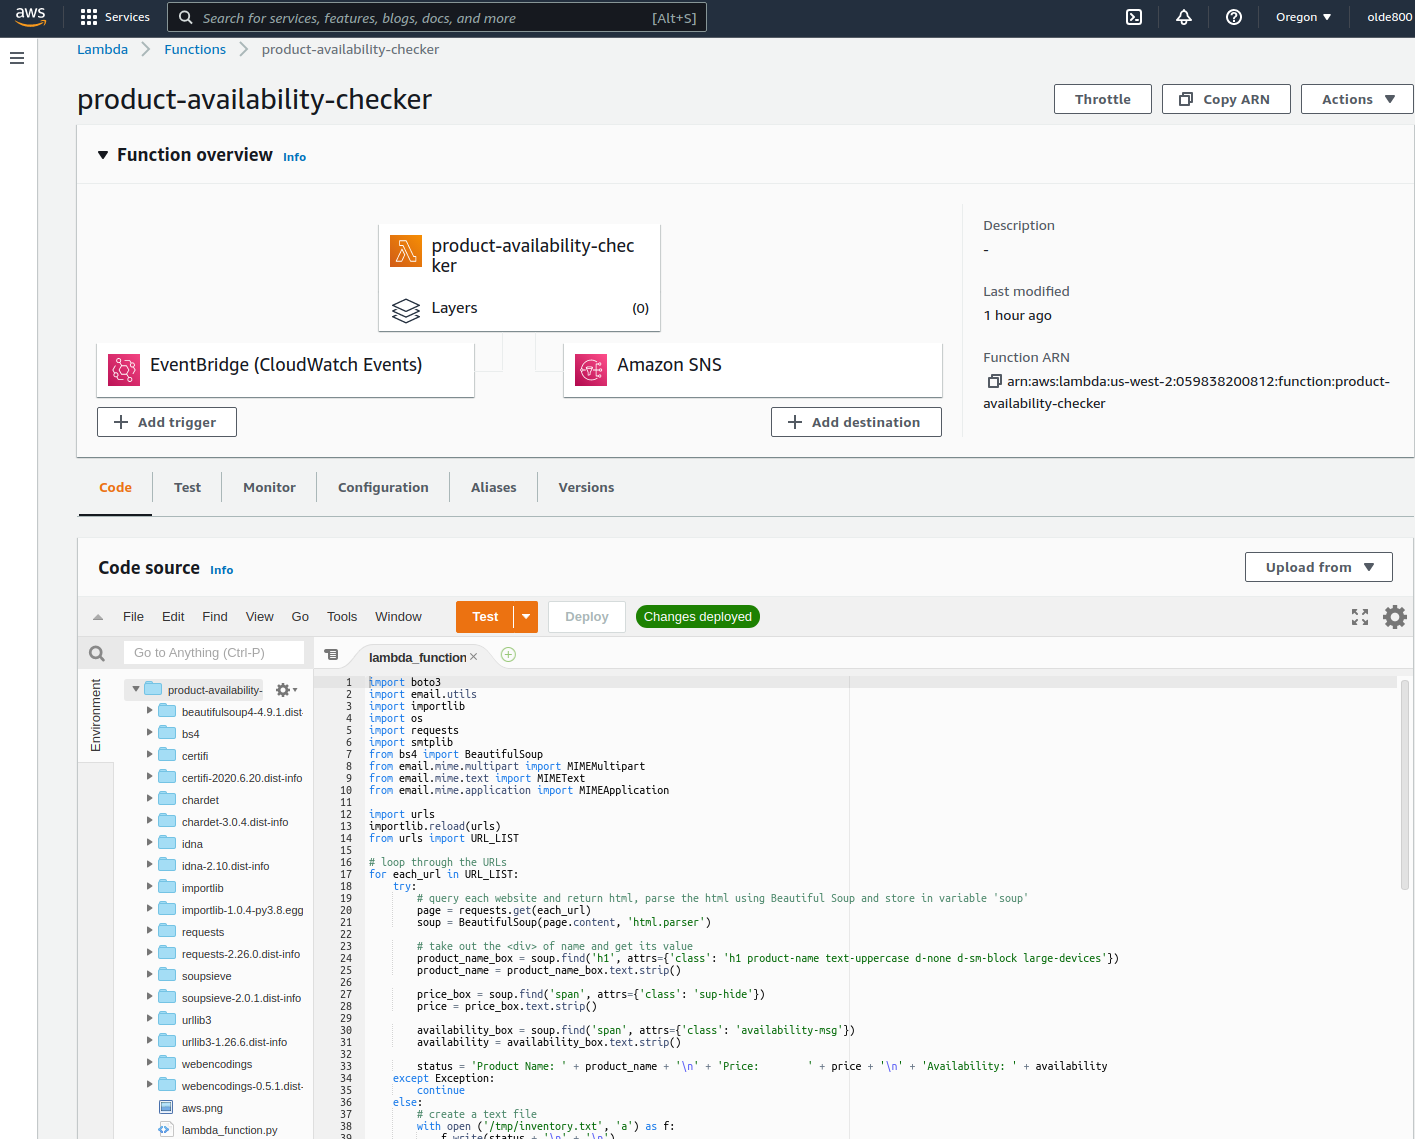 aws
Services
Search for services, features, blogs, docs, and more
[Alt+S]
Oregon
olde800
Lambda
Functions
product-availability-checker
product-availability-checker
Throttle
Copy ARN
Actions
Function overview
Info
product-availability-chec
ker
Layers
(0)
EventBridge (CloudWatch Events)
Amazon SNS
Add trigger
Add destination
Description
-
Last modified
1 hour ago
Function ARN
arn:aws:lambda:us-west-2:059838200812:function:product-
availability-checker
Code
Test
Monitor
Configuration
Aliases
Versions
Code source
Info
Upload from
File
Edit
Find
View
Go
Tools
Window
Test
Deploy
Changes deployed
Go to Anything (Ctrl-P)
lambda_function
Environment
product-availability-
beautifulsoup4-4.9.1.dist-
bs4
certifi
certifi-2020.6.20.dist-info
chardet
chardet-3.0.4.dist-info
idna
idna-2.10.dist-info
importlib
importlib-1.0.4-py3.8.egg
requests
requests-2.26.0.dist-info
soupsieve
soupsieve-2.0.1.dist-info
urllib3
urllib3-1.26.6.dist-info
webencodings
webencodings-0.5.1.dist-
aws.png
lambda_function.py
1 import boto3
2 import email.utils
3 import importlib
4 import os
5 import requests
6 import smtplib
7 from bs4 import BeautifulSoup
8 from email.mime.multipart import MIMEMultipart
9 from email.mime.text import MIMEText
10 from email.mime.application import MIMEApplication
11
12 import urls
13 importlib.reload(urls)
14 from urls import URL_LIST
15
16 # loop through the URLs
17 for each_url in URL_LIST:
18     try:
19         # query each website and return html, parse the html using Beautiful Soup and store in variable 'soup'
20         page = requests.get(each_url)
21         soup = BeautifulSoup(page.content, 'html.parser')
22
23         # take out the <div> of name and get its value
24         product_name_box = soup.find('h1', attrs={'class': 'h1 product-name text-uppercase d-none d-sm-block large-devices'})
25         product_name = product_name_box.text.strip()
26
27         price_box = soup.find('span', attrs={'class': 'sup-hide'})
28         price = price_box.text.strip()
29
30         availability_box = soup.find('span', attrs={'class': 'availability-msg'})
31         availability = availability_box.text.strip()
32
33         status = 'Product Name: ' + product_name + '\n' + 'Price:        ' + price + '\n' + 'Availability: ' + availability
34     except Exception:
35         continue
36     else:
37         # create a text file
38         with open ('/tmp/inventory.txt', 'a') as f:
39             f.write(status + '\n' + '\n')